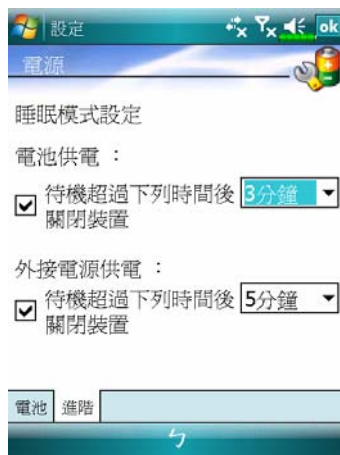 設定
ok
電源
睡眠模式設定
電池供電 ：
待機超過下列時間後 3分鐘
關閉裝置
外接電源供電 ：
待機超過下列時間後 5分鐘
關閉裝置
電池 進階
ㄅ